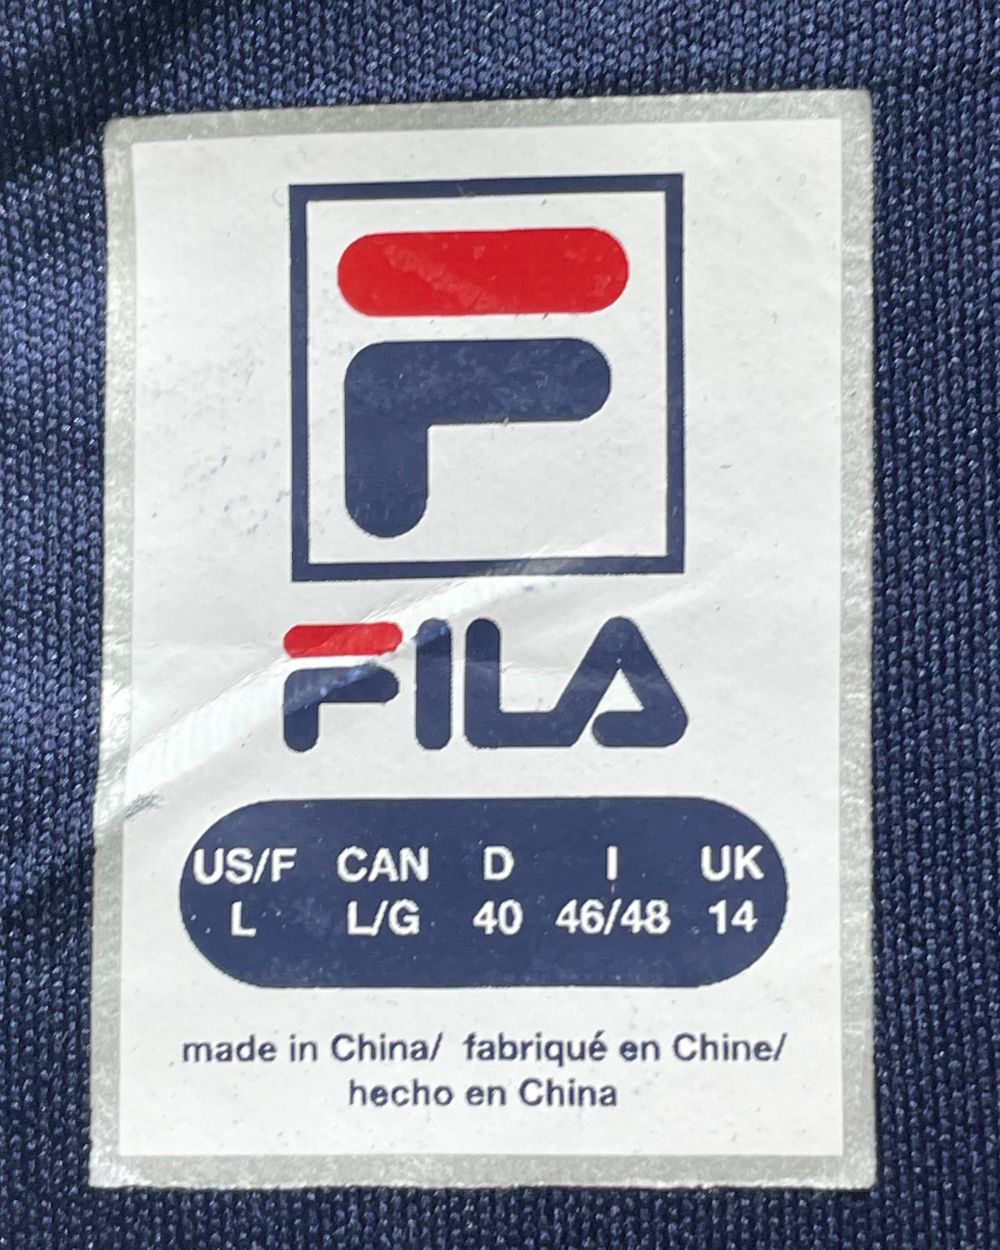 F
FILA
US/F CAN D I UK
L L/G 40 46/48 14
made in China/ fabriqué en Chine/
hecho en China